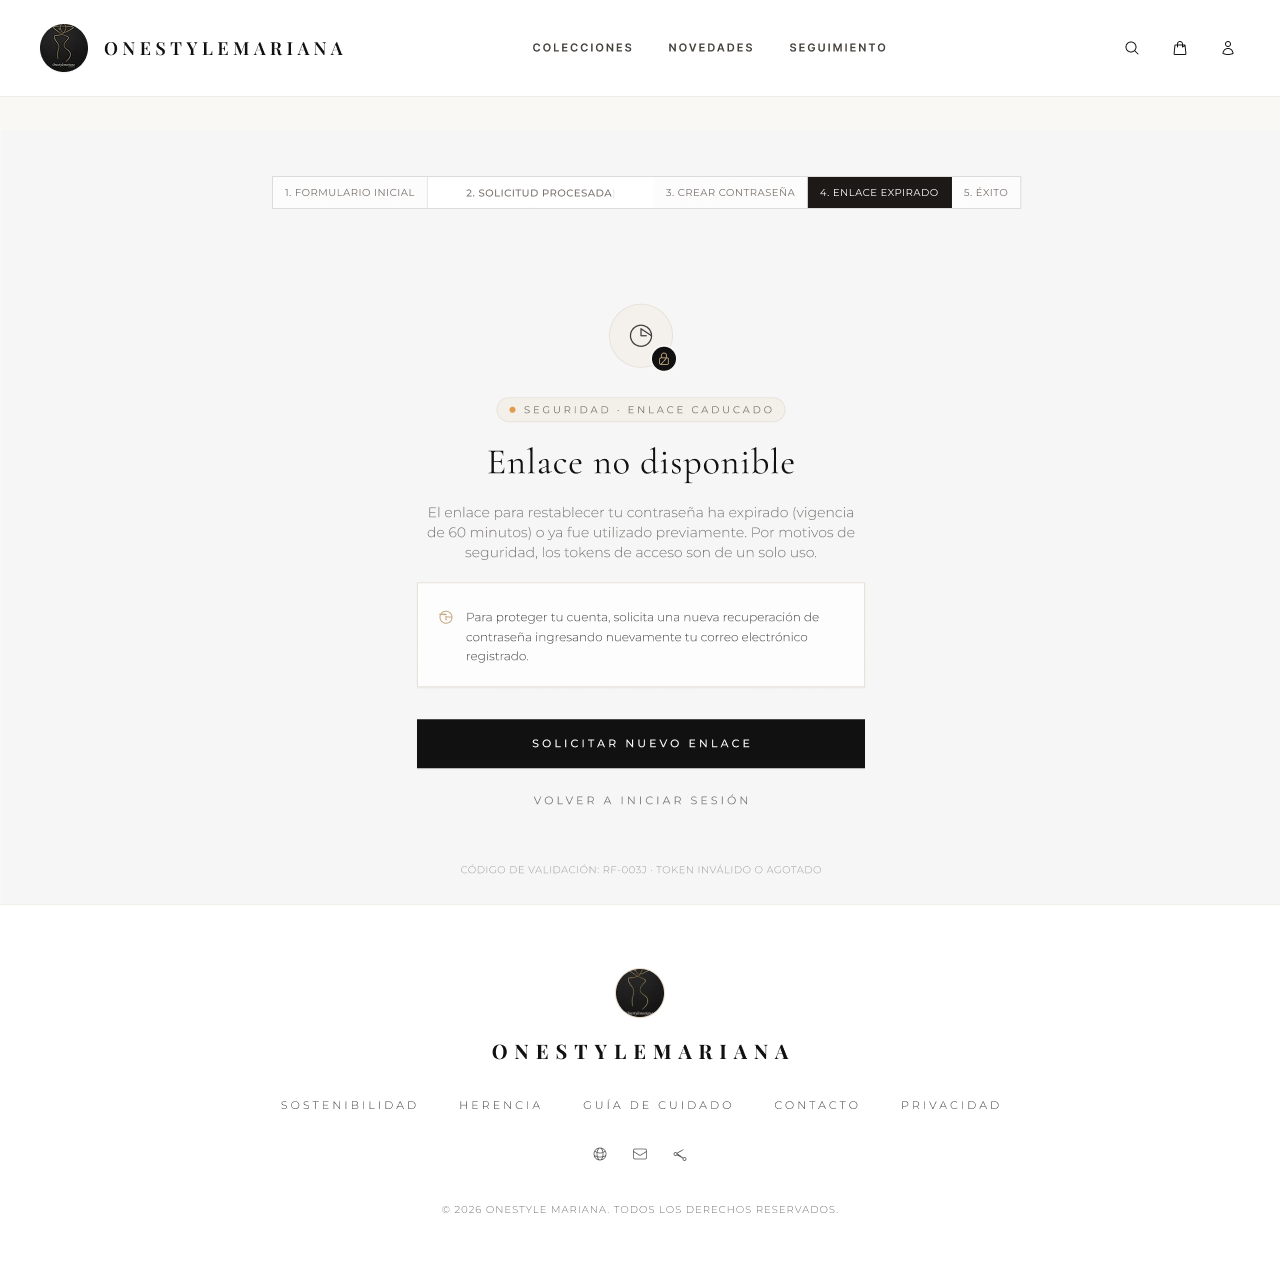 ONESTYLEMARIANA
COLECCIONES NOVEDADES SEGUIMIENTO
1. FORMULARIO INICIAL 2. SOLICITUD PROCESADA 3. CREAR CONTRASEÑA 4. ENLACE EXPIRADO 5. ÉXITO
SEGURIDAD · ENLACE CADUCADO
Enlace no disponible
El enlace para restablecer tu contraseña ha expirado (vigencia
de 60 minutos) o ya fue utilizado previamente. Por motivos de
seguridad, los tokens de acceso son de un solo uso.
Para proteger tu cuenta, solicita una nueva recuperación de
contraseña ingresando nuevamente tu correo electrónico
registrado.
SOLICITAR NUEVO ENLACE
VOLVER A INICIAR SESIÓN
CÓDIGO DE VALIDACIÓN: RF-003J · TOKEN INVÁLIDO O AGOTADO
ONESTYLEMARIANA
SOSTENIBILIDAD HERENCIA GUÍA DE CUIDADO CONTACTO PRIVACIDAD
© 2026 ONESTYLE MARIANA. TODOS LOS DERECHOS RESERVADOS.